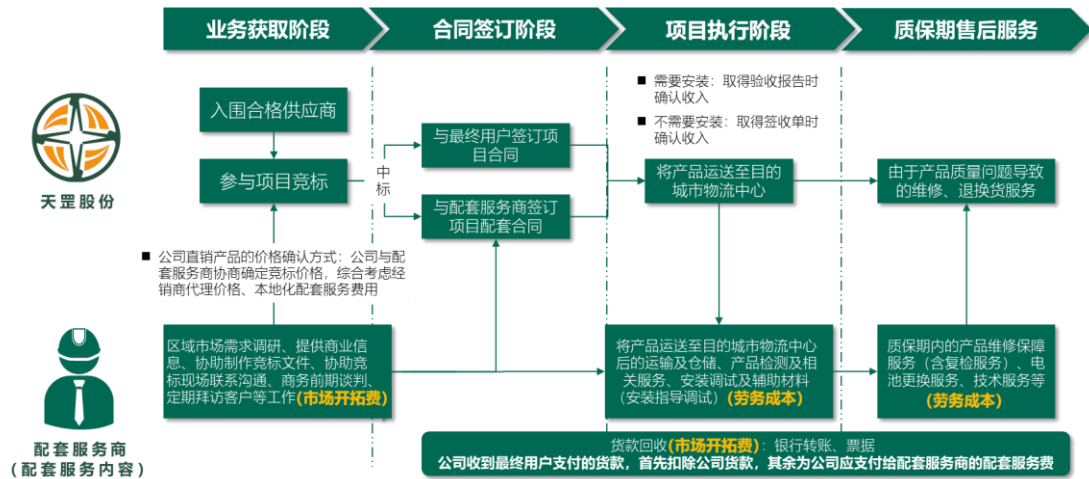 业务获取阶段
合同签订阶段
项目执行阶段
质保期售后服务
天罡股份
入围合格供应商
参与项目竞标
中标
与最终用户签订项
目合同
与配套服务商签订
项目配套合同
■ 需要安装：取得验收报告时
确认收入
■ 不需要安装：取得签收单时
确认收入
将产品运送至目的
城市物流中心
由于产品质量问题导致
的维修、退换货服务
■ 公司直销产品的价格确认方式：公司与配
套服务商协商确定竞标价格，综合考虑经
销商代理价格、本地化配套服务费用
配套服务商
(配套服务内容)
区域市场需求调研、提供商业信
息、协助制作竞标文件、协助竞
标现场联系沟通、商务前期谈判、
定期拜访客户等工作(市场开拓费)
将产品运送至目的城市物流中心
后的运输及仓储、产品检测及相
关服务、安装调试及辅助材料
（安装指导调试）(劳务成本)
质保期内的产品维修保障
服务（含复检服务）、电
池更换服务、技术服务等
(劳务成本)
货款回收(市场开拓费)：银行转账、票据
公司收到最终用户支付的货款，首先扣除公司货款，其余为公司应支付给配套服务商的配套服务费